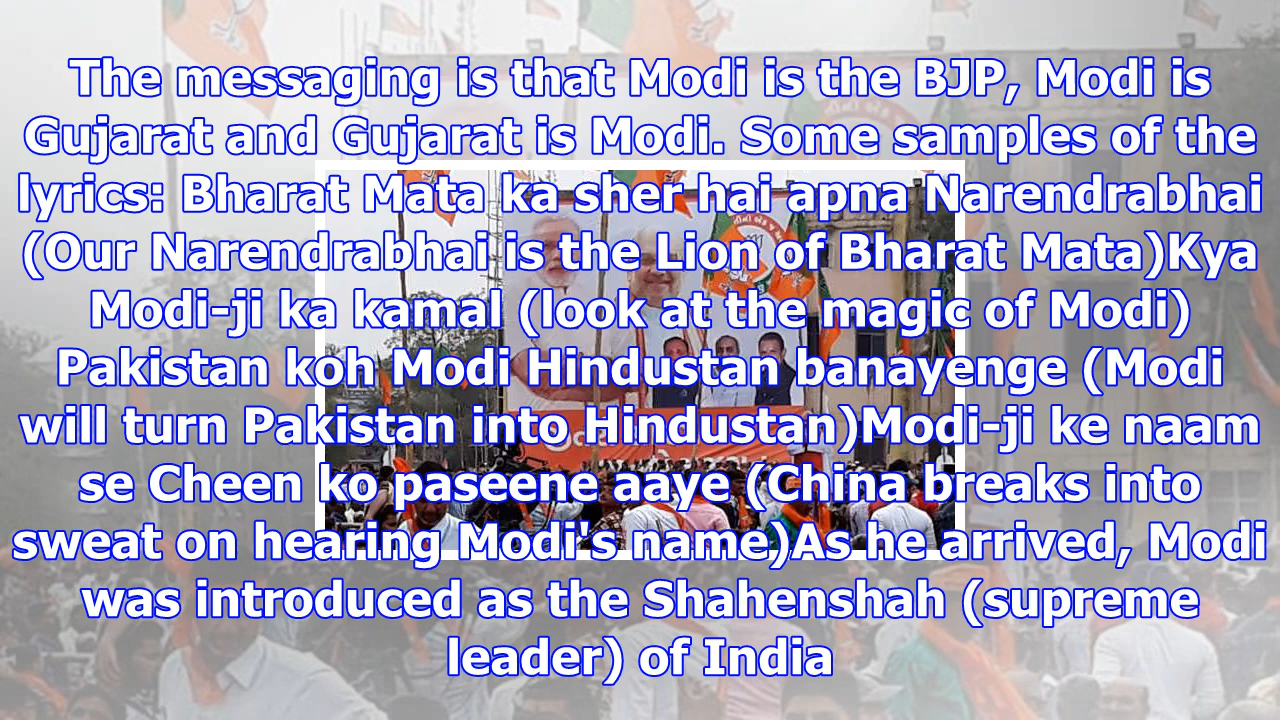 The messaging is that Modi is the BJP, Modi is
Gujarat and Gujarat is Modi. Some samples of the
lyrics: Bharat Mata ka sher hai apna Narendrabhai
(Our Narendrabhai is the Lion of Bharat Mata)Kya
Modi-ji ka kamal (look at the magic of Modi)
Pakistan koh Modi Hindustan banayenge (Modi
will turn Pakistan into Hindustan)Modi-ji ke naam
se Cheen ko paseene aaye (China breaks into
sweat on hearing Modi's name)As he arrived, Modi
was introduced as the Shahenshah (supreme
leader) of India